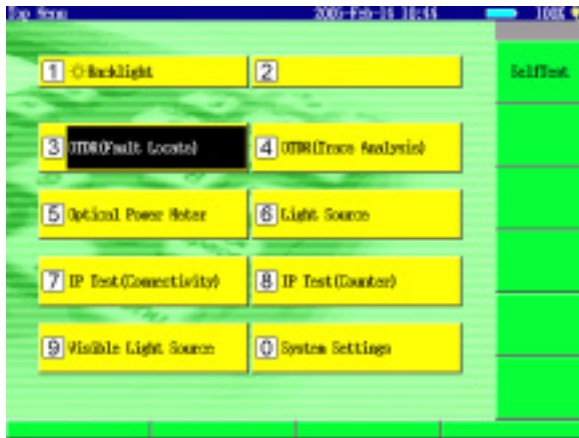 Top Menu 2005-Feb-14 10:44 100%
1 Backlight 2 SelfTest
3 OTDR(Fault Locate) 4 OTDR(Trace Analysis)
5 Optical Power Meter 6 Light Source
7 IP Test(Connectivity) 8 IP Test(Counter)
9 Visible Light Source 0 System Settings